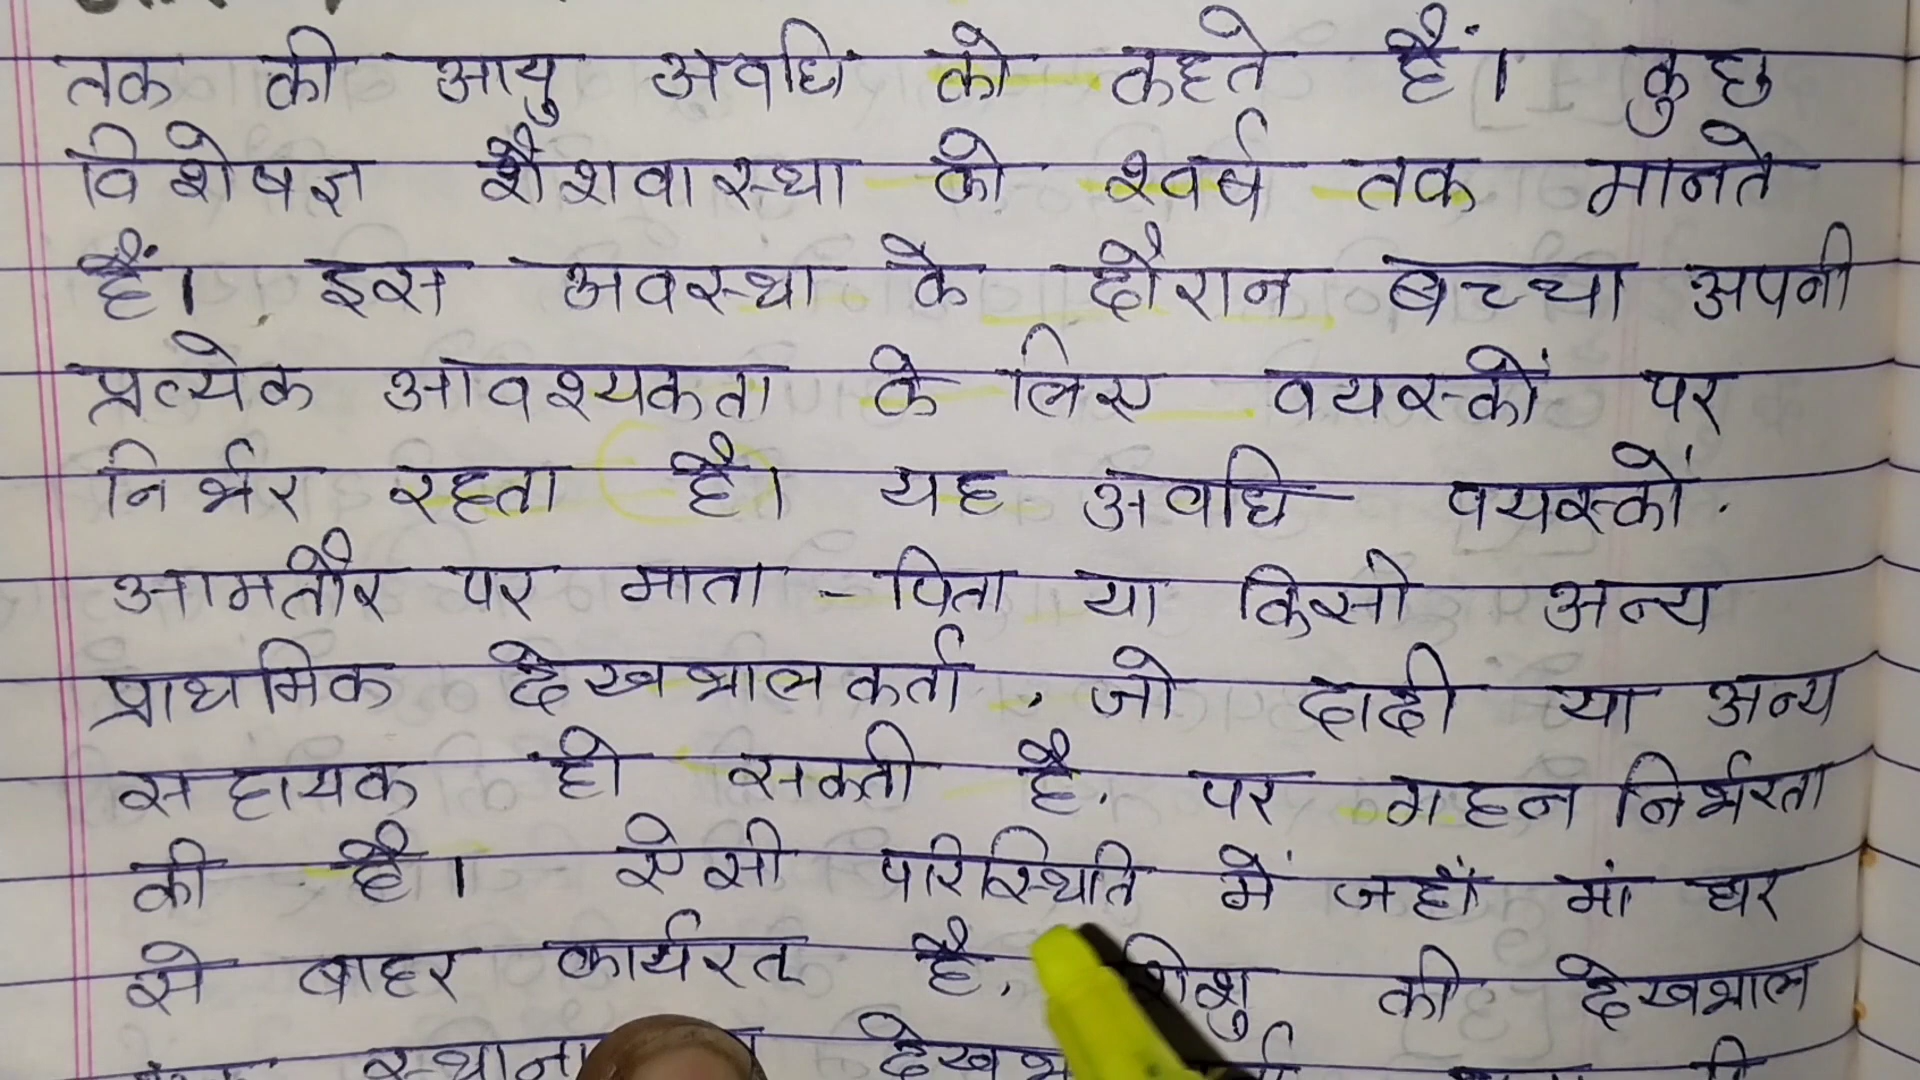 तक की आयु अवधि को कहते हैं। कुछ
विशेषज्ञ शैशवास्था को २वर्ष तक मानते
हैं। इस अवस्था के दौरान बच्चा अपनी
प्रत्येक आवश्यकता के लिए वयस्कों पर
निर्भर रहता है। यह अवधि वयस्कों.
आमतौर पर माता - पिता या किसी अन्य
प्राथमिक देखभालकर्ता, जो दादी या अन्य
सहायक हो सकती है, पर गहन निर्भरता
की है। ऐसी परिस्थिति में जहाँ मां घर
से बाहर कार्यरत है, की देखभाल